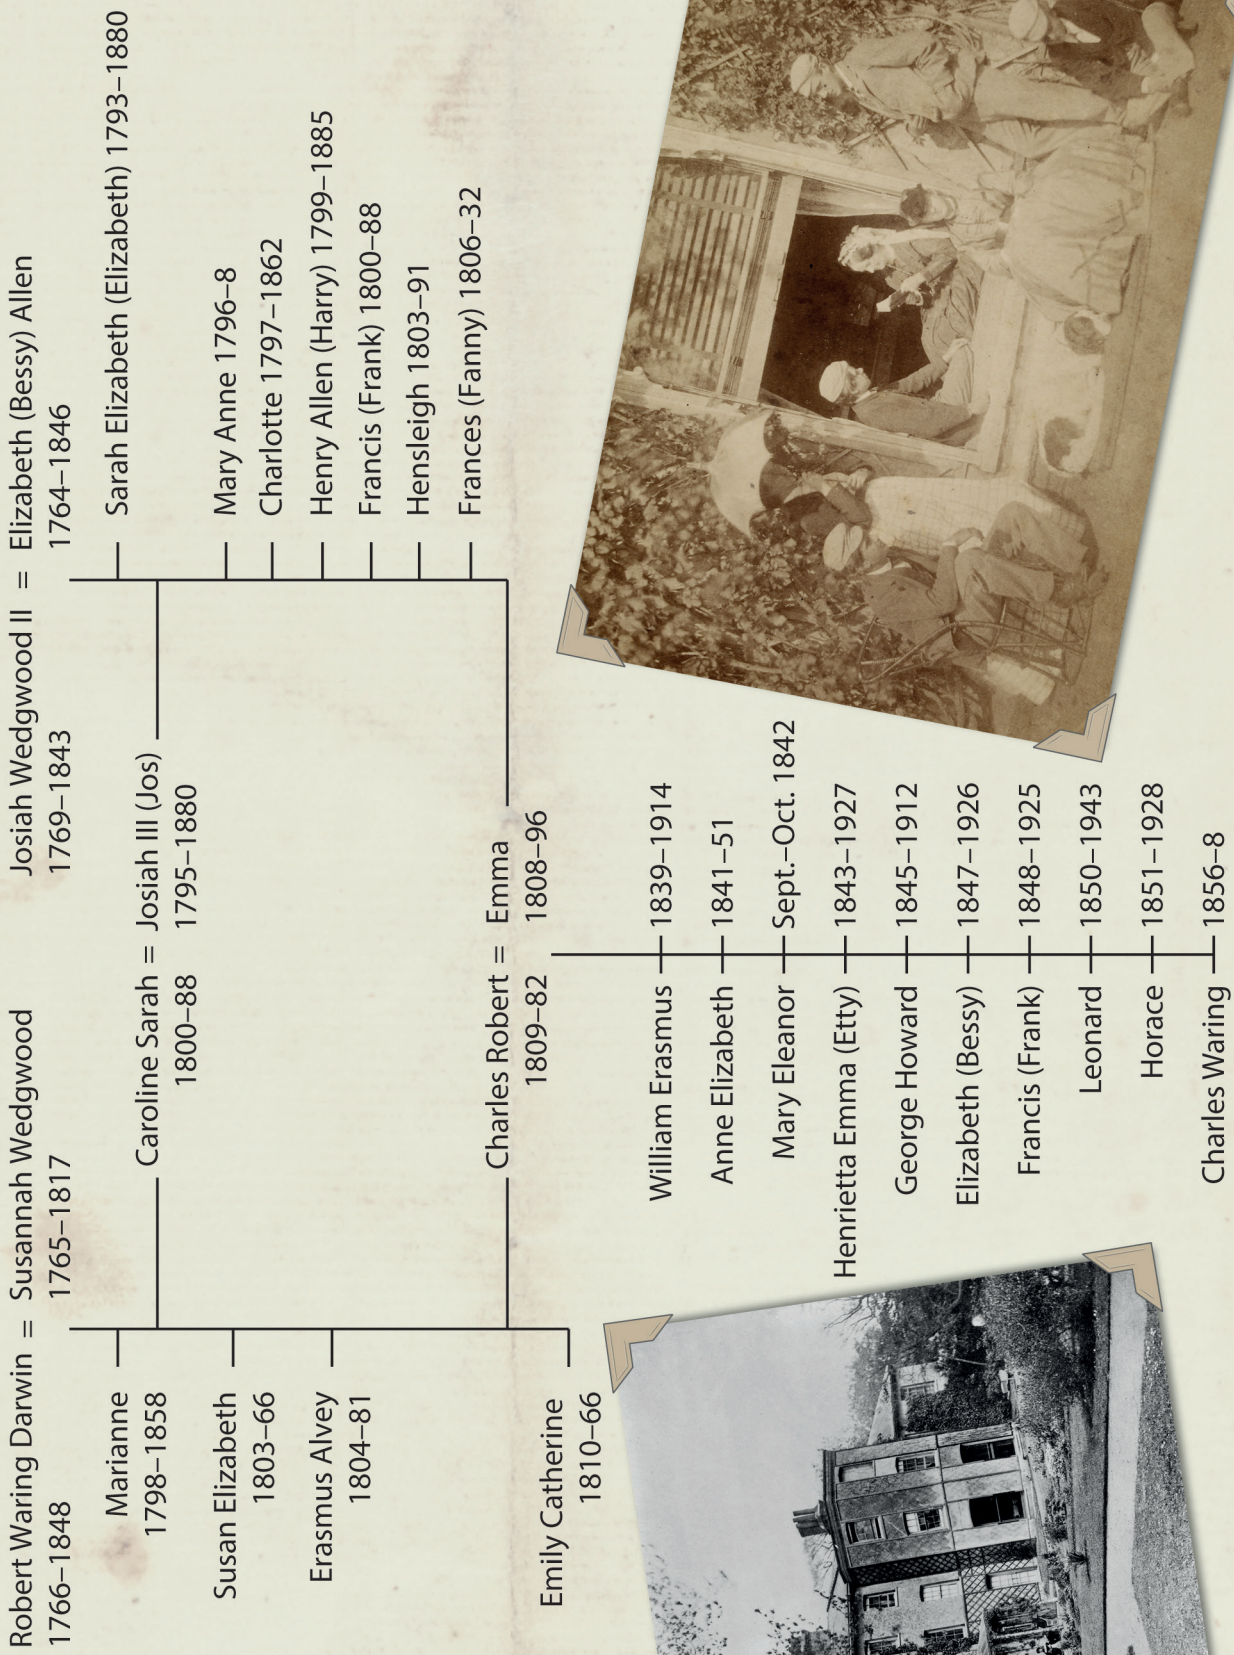 Robert Waring Darwin = Susannah Wedgwood
1766–1848
1765–1817
Josiah Wedgwood II = Elizabeth (Bessy) Allen
1769–1843
1764–1846
Marianne
1798–1858
Caroline Sarah = Josiah III (Jos)
1800–88
1795–1880
Sarah Elizabeth (Elizabeth) 1793–1880
Susan Elizabeth
1803–66
Mary Anne 1796–8
Charlotte 1797–1862
Erasmus Alvey
1804–81
Henry Allen (Harry) 1799–1885
Francis (Frank) 1800–88
Hensleigh 1803–91
Frances (Fanny) 1806–32
Charles Robert = Emma
1809–82
1808–96
Emily Catherine
1810–66
William Erasmus 1839–1914
Anne Elizabeth 1841–51
Mary Eleanor Sept.–Oct. 1842
Henrietta Emma (Etty) 1843–1927
George Howard 1845–1912
Elizabeth (Bessy) 1847–1926
Francis (Frank) 1848–1925
Leonard 1850–1943
Horace 1851–1928
Charles Waring 1856–8